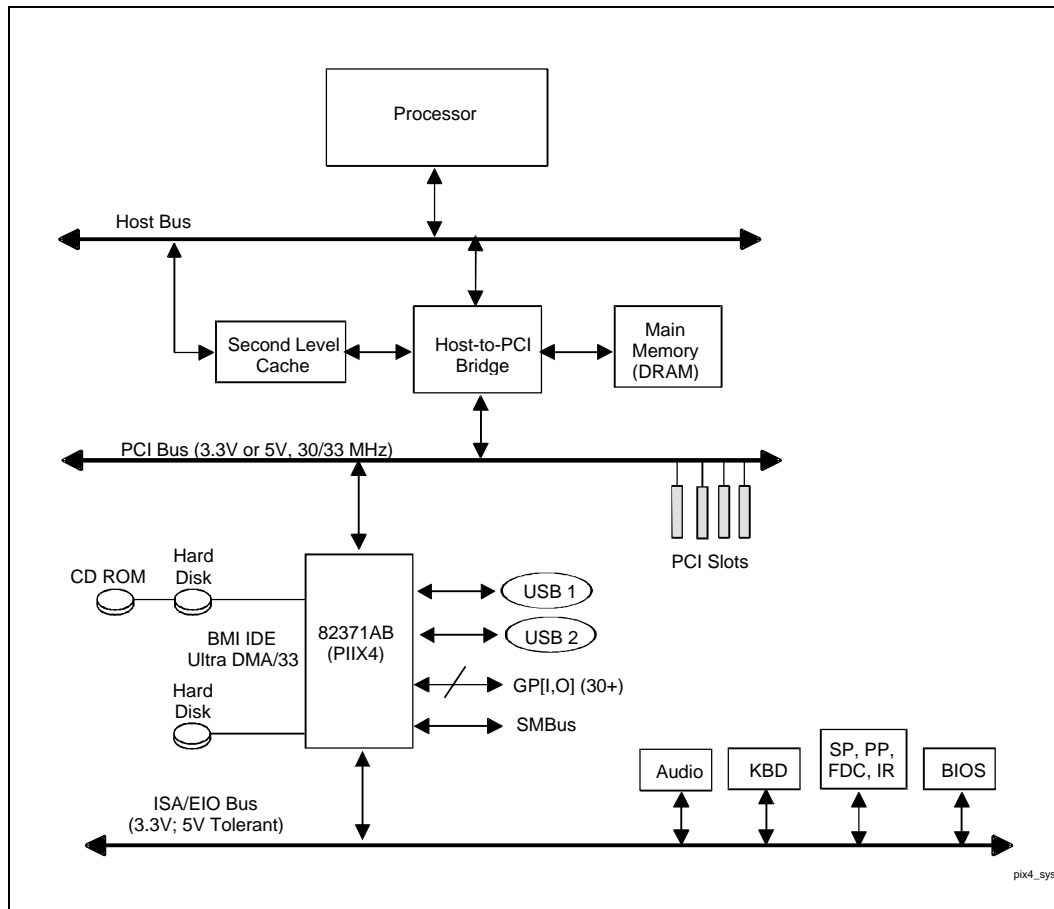 Processor
Host Bus
Second Level
Cache
Host-to-PCI
Bridge
Main
Memory
(DRAM)
PCI Bus (3.3V or 5V, 30/33 MHz)
PCI Slots
CD ROM
Hard
Disk
BMI IDE
Ultra DMA/33
Hard
Disk
82371AB
(PIIX4)
USB 1
USB 2
GP[I,O] (30+)
SMBus
Audio
KBD
SP, PP,
FDC, IR
BIOS
ISA/EIO Bus
(3.3V; 5V Tolerant)
pix4_sys